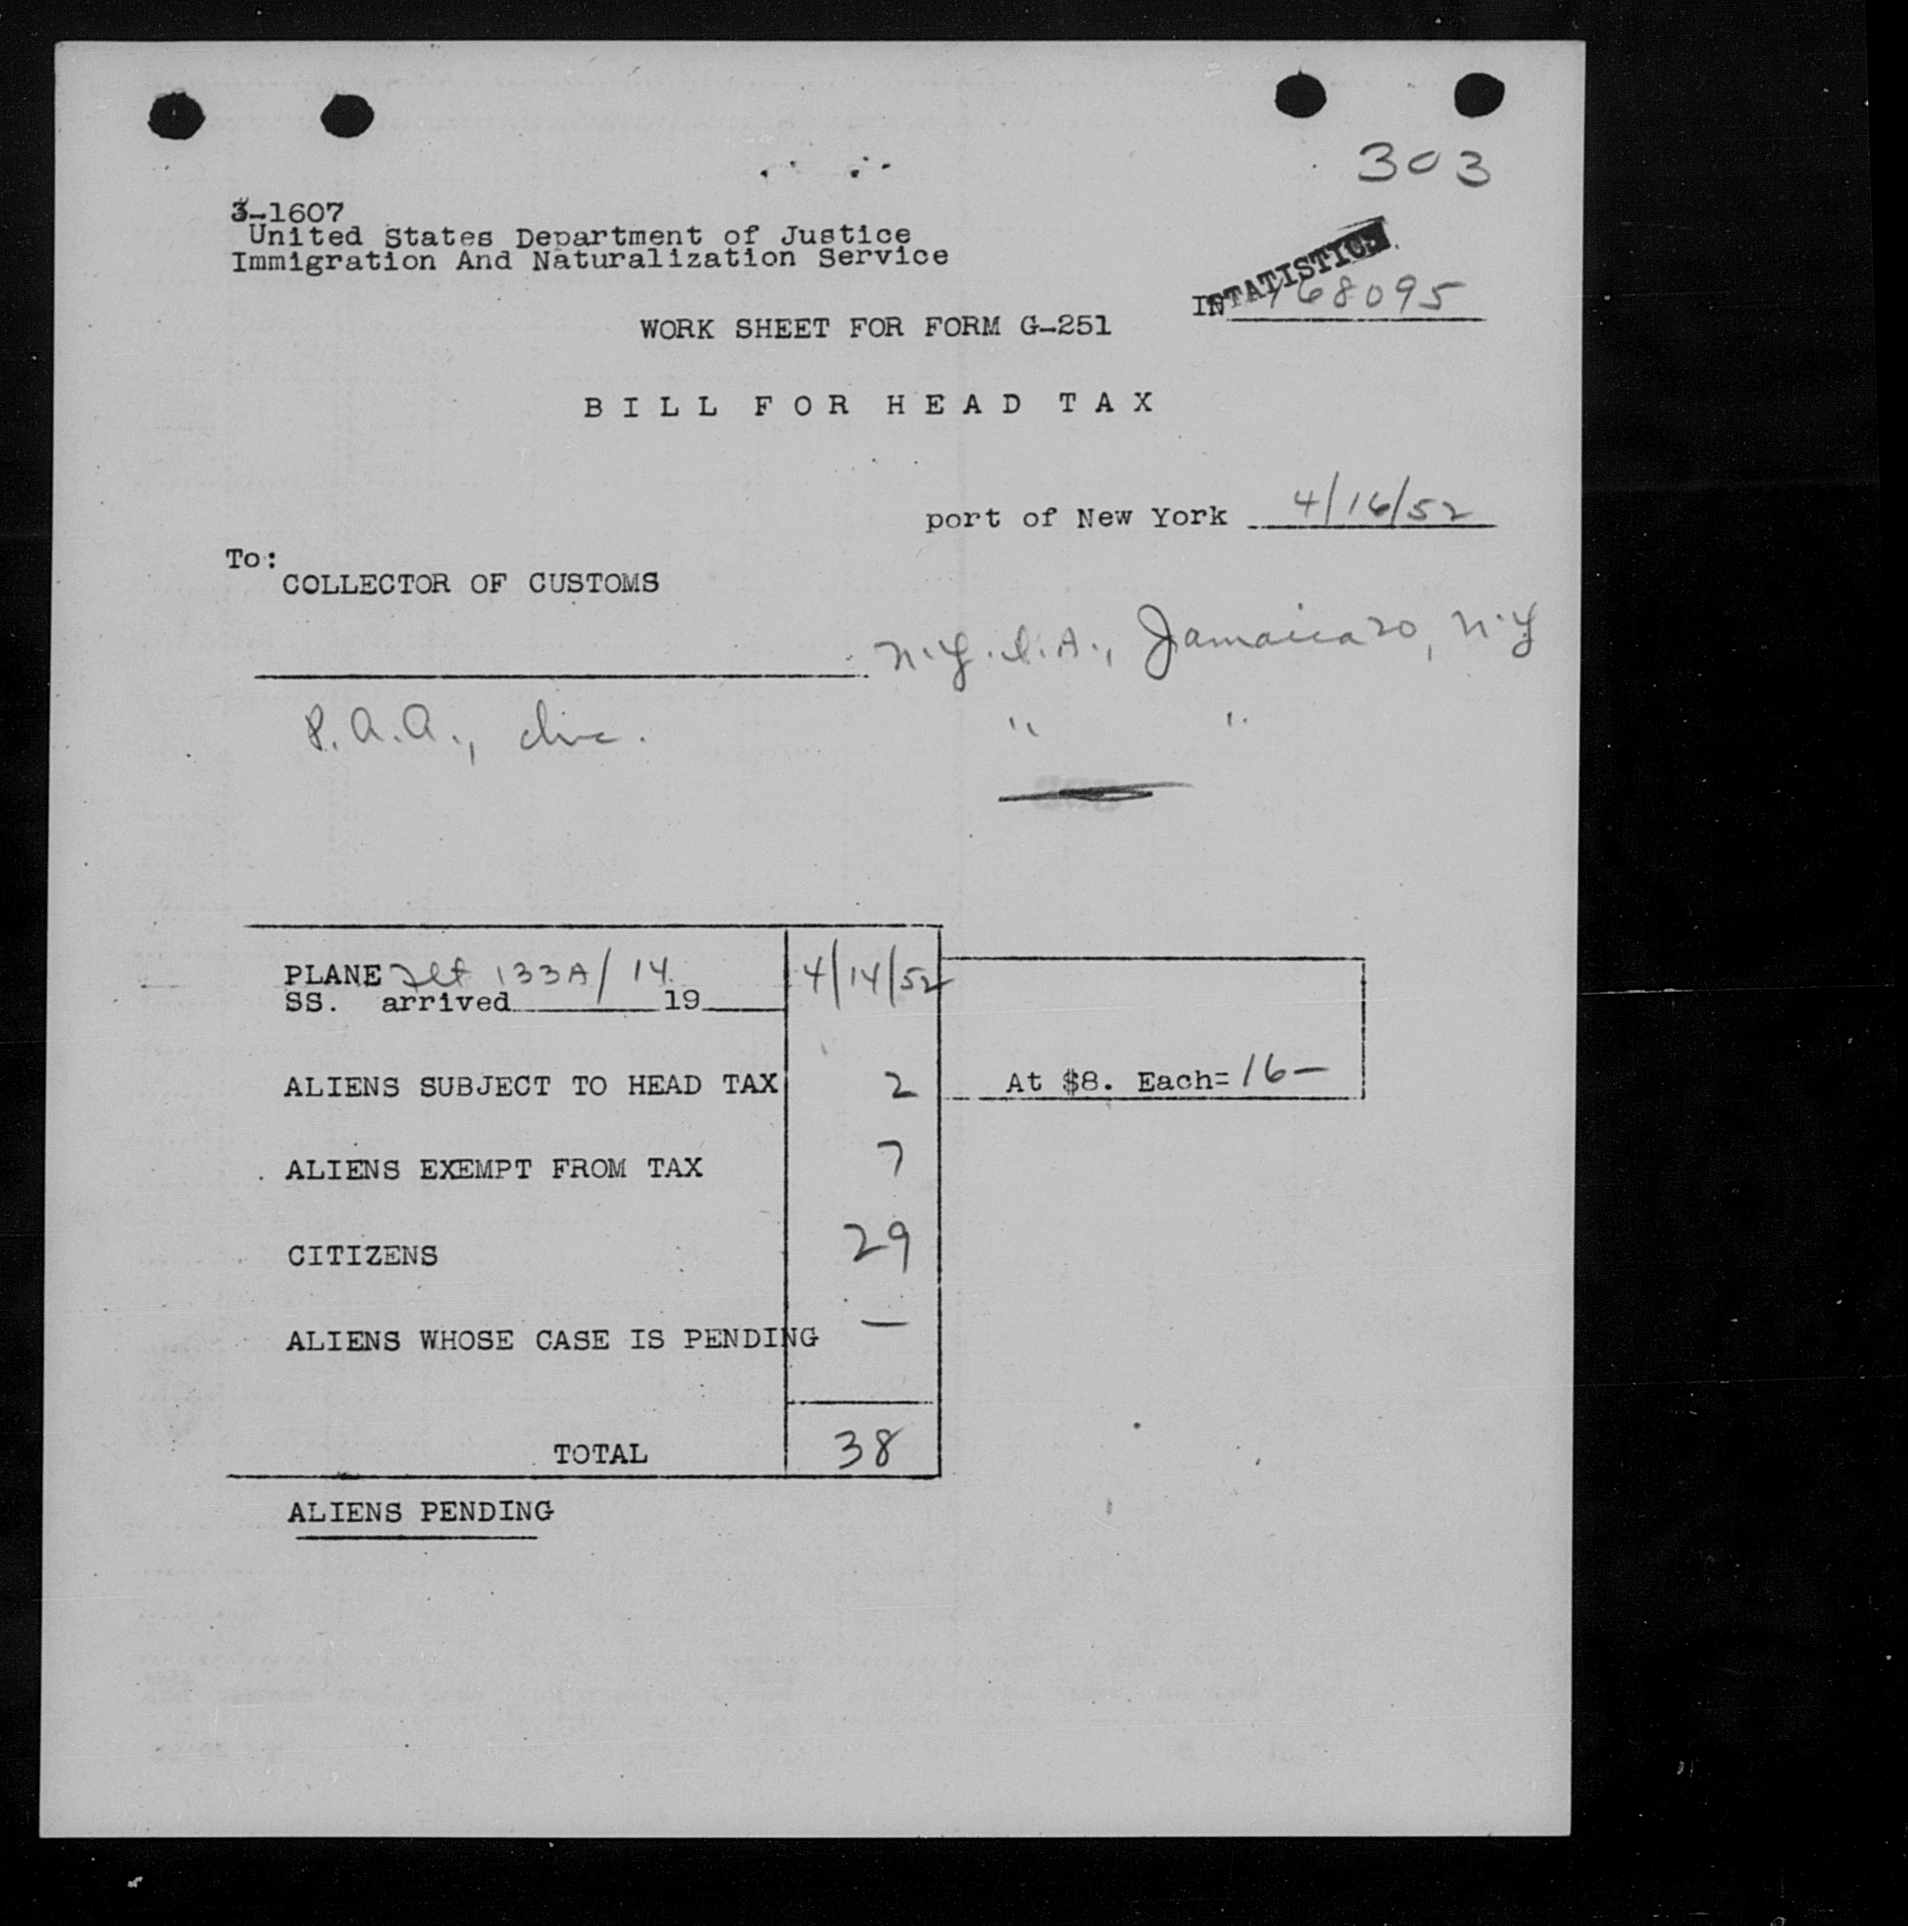 303
3-1607
United States Department of Justice
Immigration And Naturalization Service
STATISTICS
168095
WORK SHEET FOR FORM G-251
BILL FOR HEAD TAX
port of New York 4/16/52
To:
COLLECTOR OF CUSTOMS
N.Y.I.A., Jamaica 20, N.Y
P.A.A., Inc. " "
PLANE Flt 133A/14 4/14/52
SS. arrived 19
ALIENS SUBJECT TO HEAD TAX 2 At $8. Each= 16-
ALIENS EXEMPT FROM TAX 7
CITIZENS 29
ALIENS WHOSE CASE IS PENDING —
TOTAL 38
ALIENS PENDING